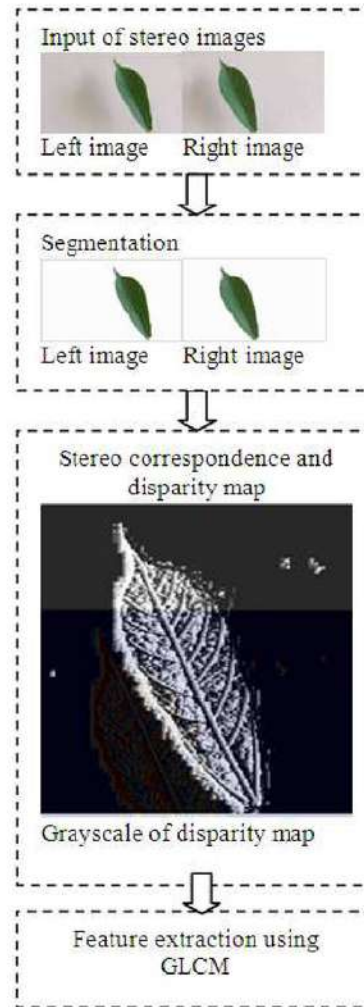 Input of stereo images
Left image Right image
Segmentation
Left image Right image
Stereo correspondence and
disparity map
Grayscale of disparity map
Feature extraction using
GLCM